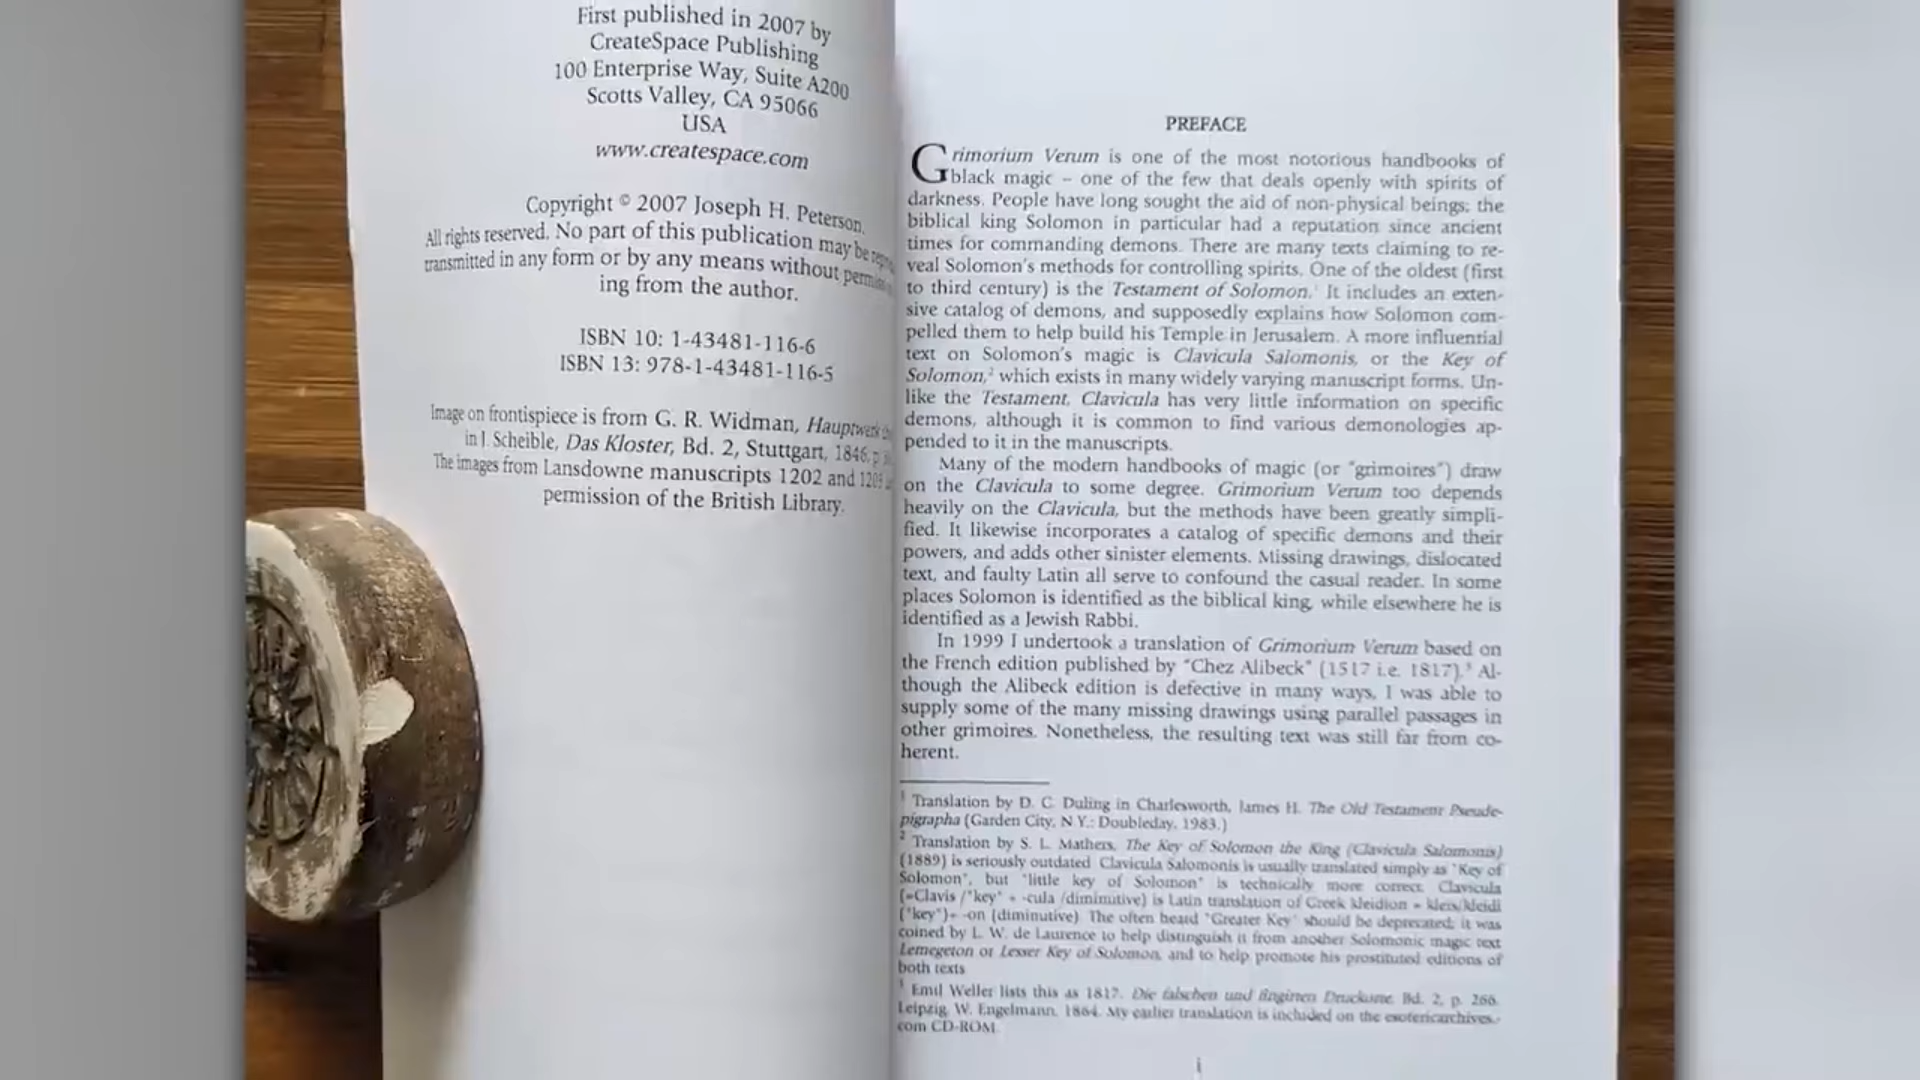 First published in 2007 by
CreateSpace Publishing
100 Enterprise Way, Suite A200
Scotts Valley, CA 95066
USA
www.createspace.com
Copyright © 2007 Joseph H. Peterson.
All rights reserved. No part of this publication may be
transmitted in any form or by any means without
ing from the author.
ISBN 10: 1-43481-116-6
ISBN 13: 978-1-43481-116-5
Image on frontispiece is from G. R. Widman, Hauptwerk
in J. Scheible, Das Kloster, Bd. 2, Stuttgart, 1846,
The images from Lansdowne manuscripts 1202 and
permission of the British Library.
PREFACE
Grimorium Verum is one of the most notorious handbooks of
black magic – one of the few that deals openly with spirits of
darkness. People have long sought the aid of non-physical beings; the
biblical king Solomon in particular had a reputation since ancient
times for commanding demons. There are many texts claiming to re-
veal Solomon's methods for controlling spirits. One of the oldest (first
to third century) is the Testament of Solomon.¹ It includes an exten-
sive catalog of demons, and supposedly explains how Solomon com-
pelled them to help build his Temple in Jerusalem. A more influential
text on Solomon's magic is Clavicula Salomonis, or the Key of
Solomon,² which exists in many widely varying manuscript forms. Un-
like the Testament, Clavicula has very little information on specific
demons, although it is common to find various demonologies ap-
pended to it in the manuscripts.
Many of the modern handbooks of magic (or "grimoires") draw
on the Clavicula to some degree. Grimorium Verum too depends
heavily on the Clavicula, but the methods have been greatly simpli-
fied. It likewise incorporates a catalog of specific demons and their
powers, and adds other sinister elements. Missing drawings, dislocated
text, and faulty Latin all serve to confound the casual reader. In some
places Solomon is identified as the biblical king, while elsewhere he is
identified as a Jewish Rabbi.
In 1999 I undertook a translation of Grimorium Verum based on
the French edition published by "Chez Alibeck" (1517 i.e. 1817).³ Al-
though the Alibeck edition is defective in many ways, I was able to
supply some of the many missing drawings using parallel passages in
other grimoires. Nonetheless, the resulting text was still far from co-
herent.
¹ Translation by D. C. Duling in Charlesworth, James H. The Old Testament Pseude-
pigrapha (Garden City, N.Y.: Doubleday, 1983.)
² Translation by S. L. Mathers, The Key of Solomon the King (Clavicula Salomonis)
(1889) is seriously outdated. Clavicula Salomonis is usually translated simply as "Key of
Solomon", but "little key of Solomon" is technically more correct. Clavicula
(=Clavis /"key" + -cula /dimimitive) is Latin translation of Greek kleidion = kleis/kleidi
("key")+ -on (diminutive). The often heard "Greater Key" should be deprecated; it was
coined by L. W. de Laurence to help distinguish it from another Solomonic magic text
Lemegeton or Lesser Key of Solomon, and to help promote his prostituted editions of
both texts
³ Emil Weller lists this as 1817. Die falschen und fingirten Druckorte, Bd. 2, p. 266,
Leipzig, W. Engelmann, 1864. My earlier translation is included on the esotericarchives.
com CD-ROM.
i